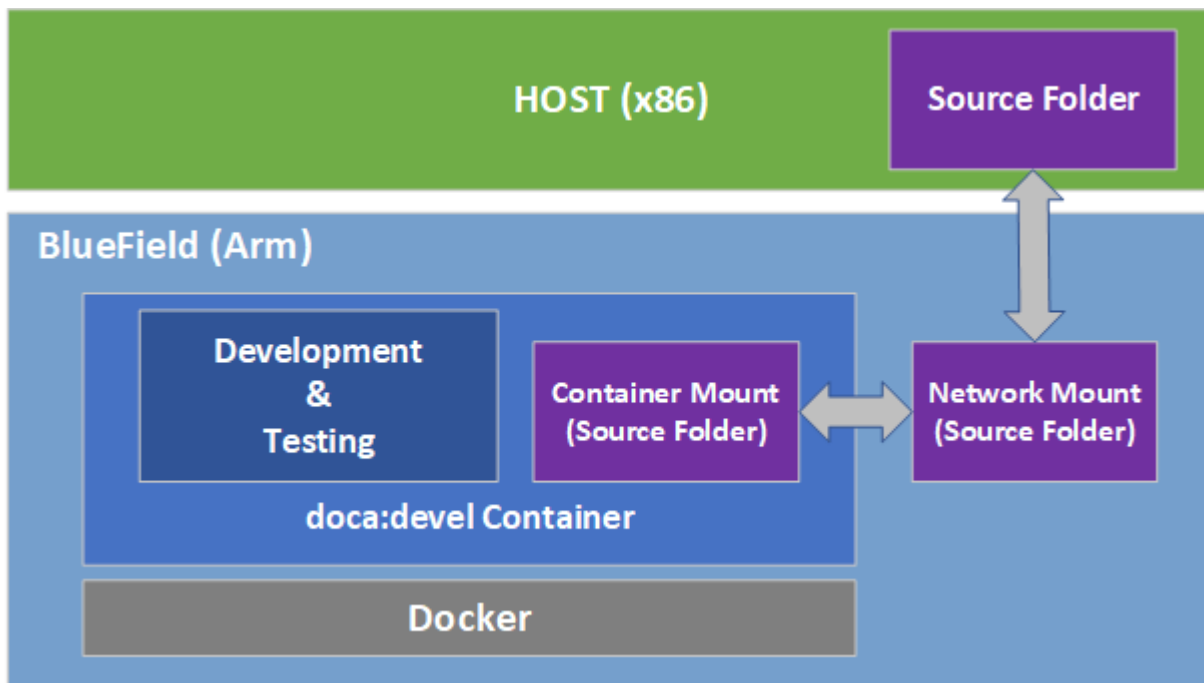 HOST (x86)
Source Folder
BlueField (Arm)
Development
&
Testing
Container Mount
(Source Folder)
Network Mount
(Source Folder)
doca:devel Container
Docker